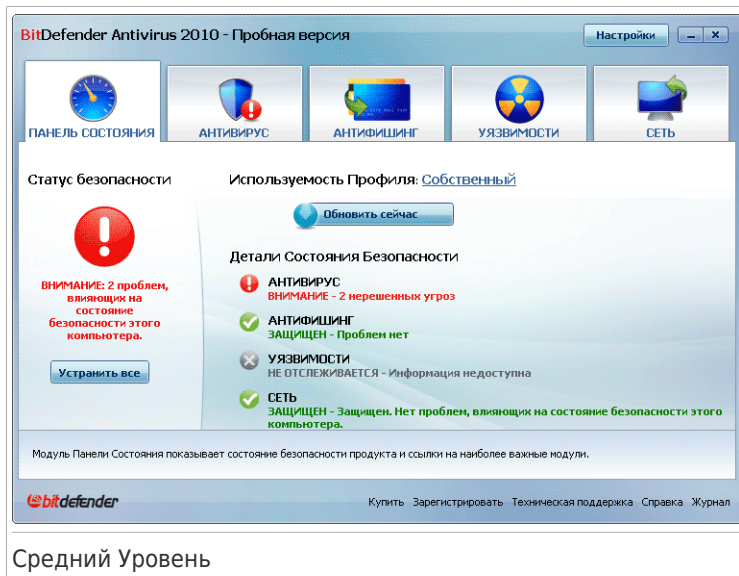 BitDefender Antivirus 2010 - Пробная версия
Настройки
ПАНЕЛЬ СОСТОЯНИЯ
АНТИВИРУС
АНТИФИШИНГ
УЯЗВИМОСТИ
СЕТЬ
Статус безопасности
ВНИМАНИЕ: 2 проблем,
влияющих на
состояние
безопасности этого
компьютера.
Устранить все
Используемость Профиля: Собственный
Обновить сейчас
Детали Состояния Безопасности
АНТИВИРУС
ВНИМАНИЕ - 2 нерешенных угроз
АНТИФИШИНГ
ЗАЩИЩЕН - Проблем нет
УЯЗВИМОСТИ
НЕ ОТСЛЕЖИВАЕТСЯ - Информация недоступна
СЕТЬ
ЗАЩИЩЕН - Защищен. Нет проблем, влияющих на состояние безопасности этого
компьютера.
Модуль Панели Состояния показывает состояние безопасности продукта и ссылки на наиболее важные модули.
bitdefender
Купить Зарегистрировать Техническая поддержка Справка Журнал
Средний Уровень